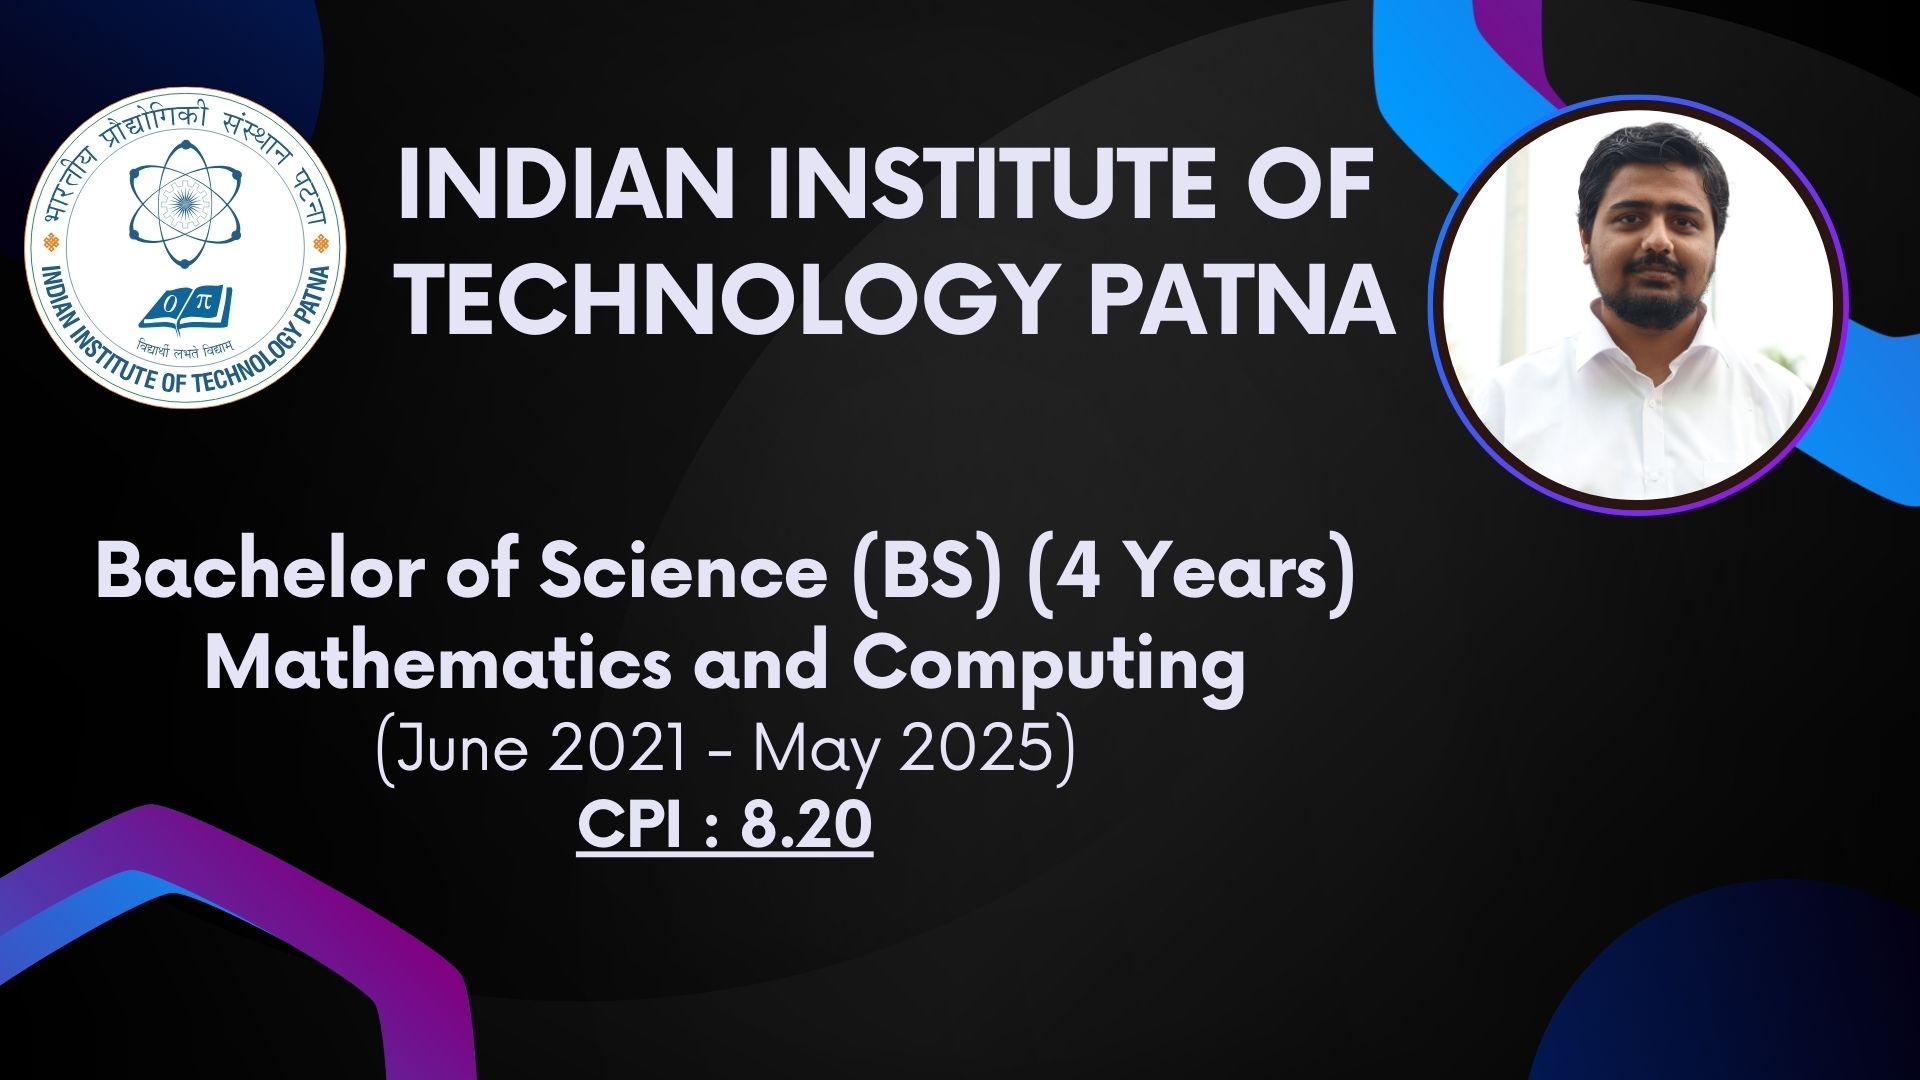 भारतीय प्रौद्योगिकी संस्थान पटना
INDIAN INSTITUTE OF TECHNOLOGY PATNA
0 π
विद्यार्थी लभते विद्याम्
INDIAN INSTITUTE OF
TECHNOLOGY PATNA
Bachelor of Science (BS) (4 Years)
Mathematics and Computing
(June 2021 - May 2025)
CPI : 8.20